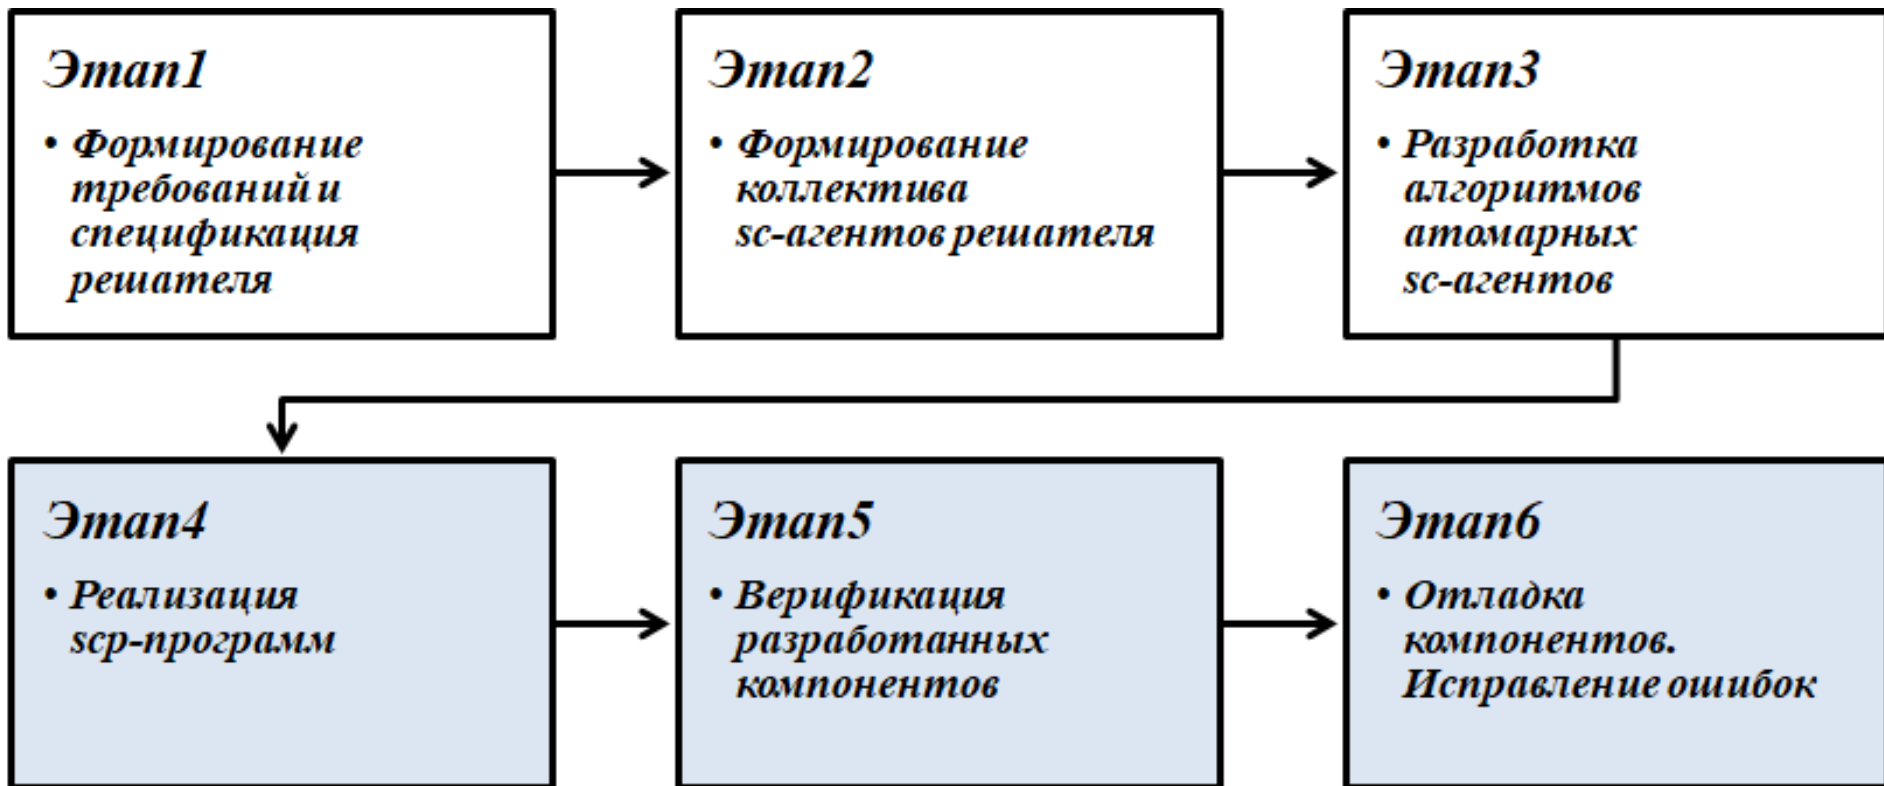 Этап1
• Формирование
требований и
спецификация
решателя
Этап2
• Формирование
коллектива
sc-агентов решателя
Этап3
• Разработка
алгоритмов
атомарных
sc-агентов
Этап4
• Реализация
scp-программ
Этап5
• Верификация
разработанных
компонентов
Этап6
• Отладка
компонентов.
Исправление ошибок